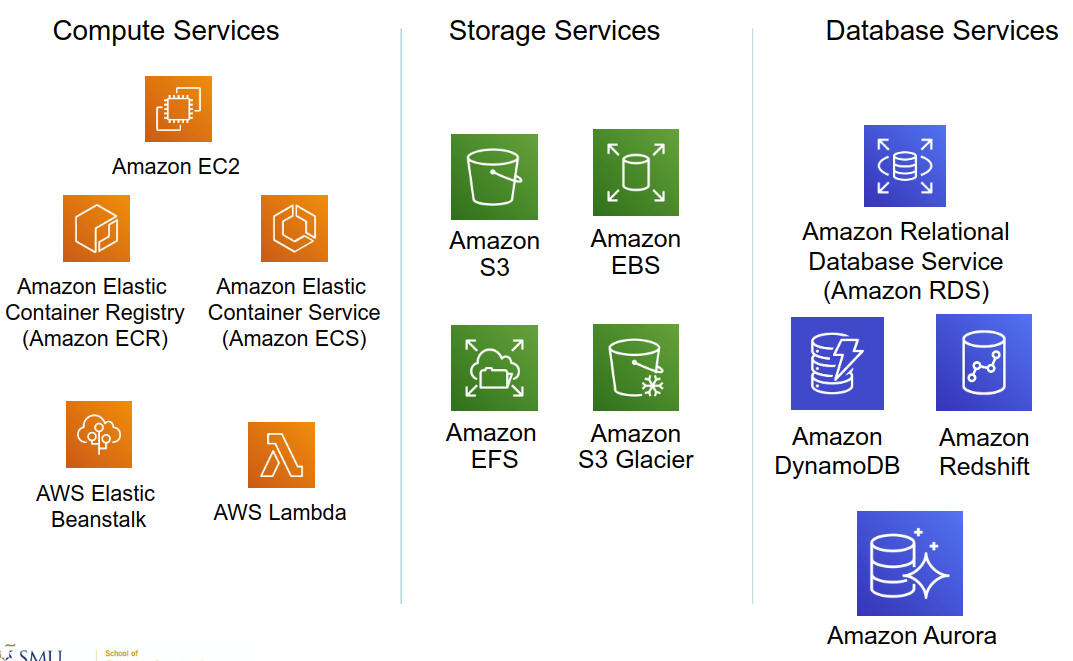 Compute Services
Amazon EC2
Amazon Elastic
Container Registry
(Amazon ECR)
Amazon Elastic
Container Service
(Amazon ECS)
AWS Elastic
Beanstalk
AWS Lambda
Storage Services
Amazon
S3
Amazon
EBS
Amazon
EFS
Amazon
S3 Glacier
Database Services
Amazon Relational
Database Service
(Amazon RDS)
Amazon
DynamoDB
Amazon
Redshift
Amazon Aurora
SMU
School of